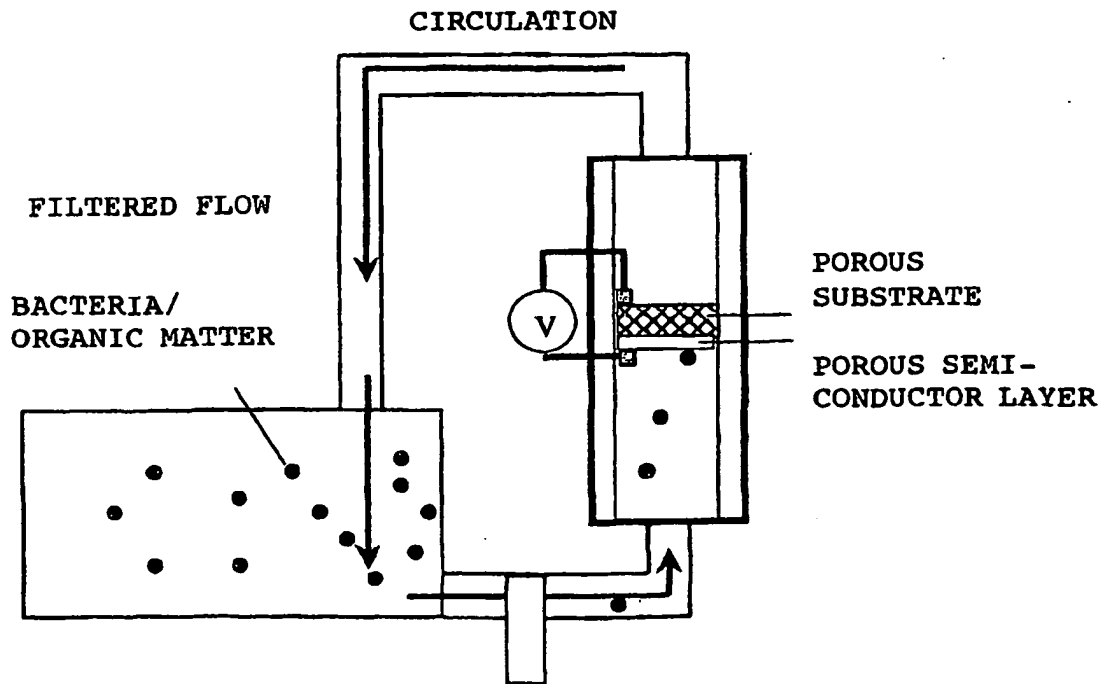 CIRCULATION
FILTERED FLOW
BACTERIA/
ORGANIC MATTER
V
POROUS
SUBSTRATE
POROUS SEMI-
CONDUCTOR LAYER